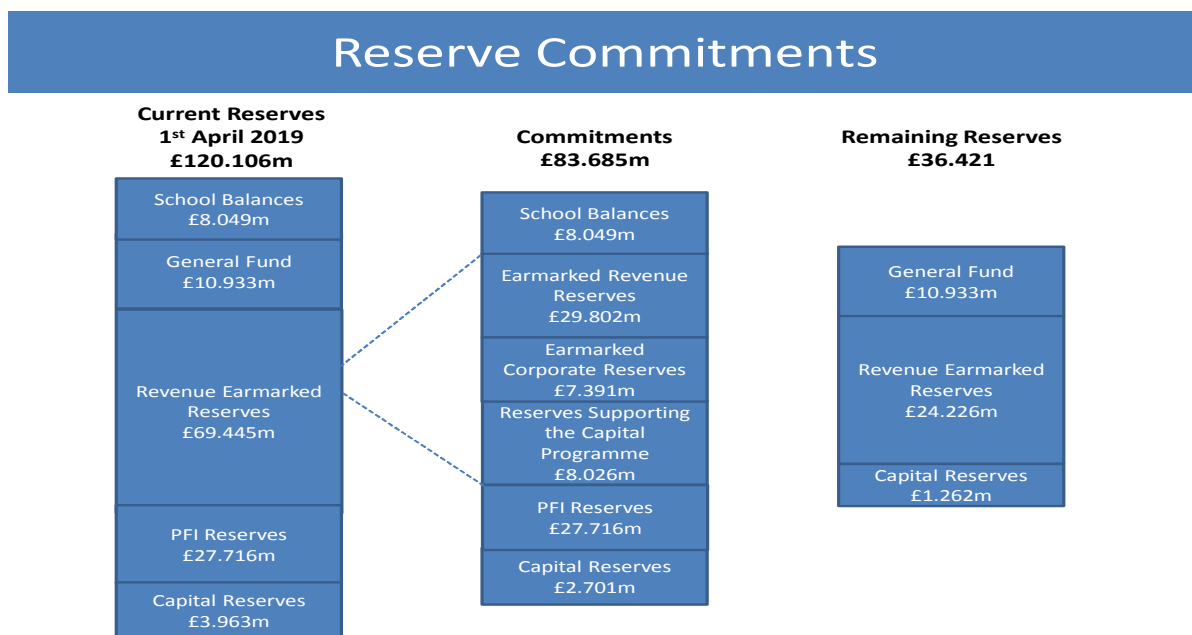 Reserve Commitments
Current Reserves
1st April 2019
£120.106m
School Balances
£8.049m
General Fund
£10.933m
Revenue Earmarked
Reserves
£69.445m
PFI Reserves
£27.716m
Capital Reserves
£3.963m
Commitments
£83.685m
School Balances
£8.049m
Earmarked Revenue
Reserves
£29.802m
Earmarked
Corporate Reserves
£7.391m
Reserves Supporting
the Capital
Programme
£8.026m
PFI Reserves
£27.716m
Capital Reserves
£2.701m
Remaining Reserves
£36.421
General Fund
£10.933m
Revenue Earmarked
Reserves
£24.226m
Capital Reserves
£1.262m